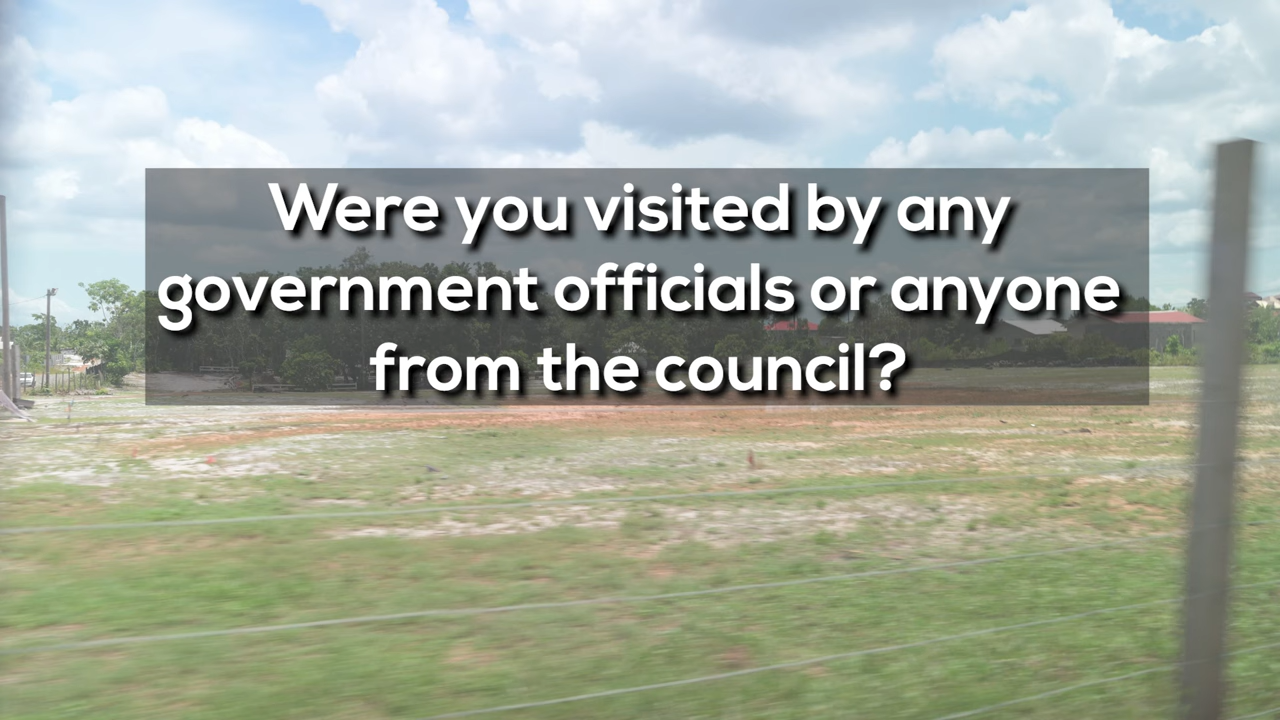 Were you visited by any
government officials or anyone
from the council?